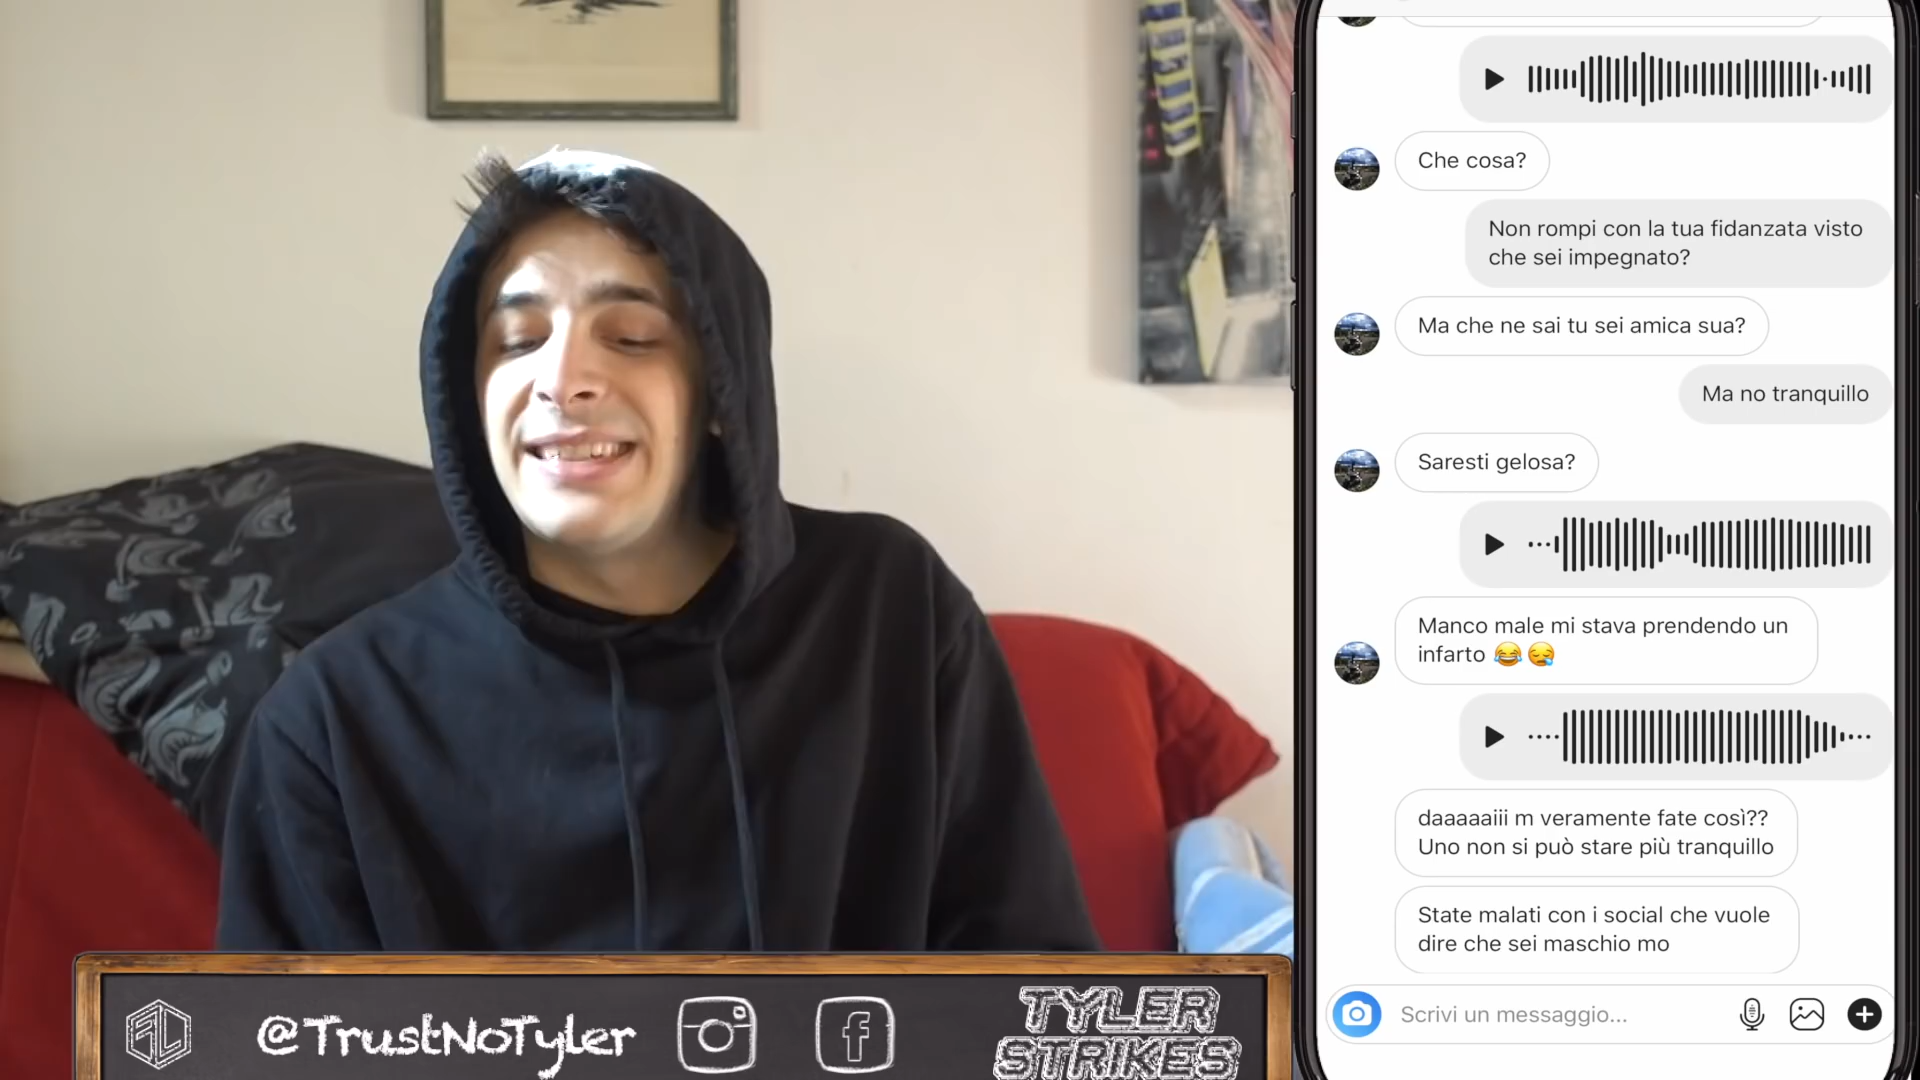 Che cosa?
Non rompi con la tua fidanzata visto
che sei impegnato?
Ma che ne sai tu sei amica sua?
Ma no tranquillo
Saresti gelosa?
Manco male mi stava prendendo un
infarto 😂😪
daaaaaiii m veramente fate così??
Uno non si può stare più tranquillo
State malati con i social che vuole
dire che sei maschio mo
Scrivi un messaggio...
@TrustNoTyler
TYLER
STRIKES